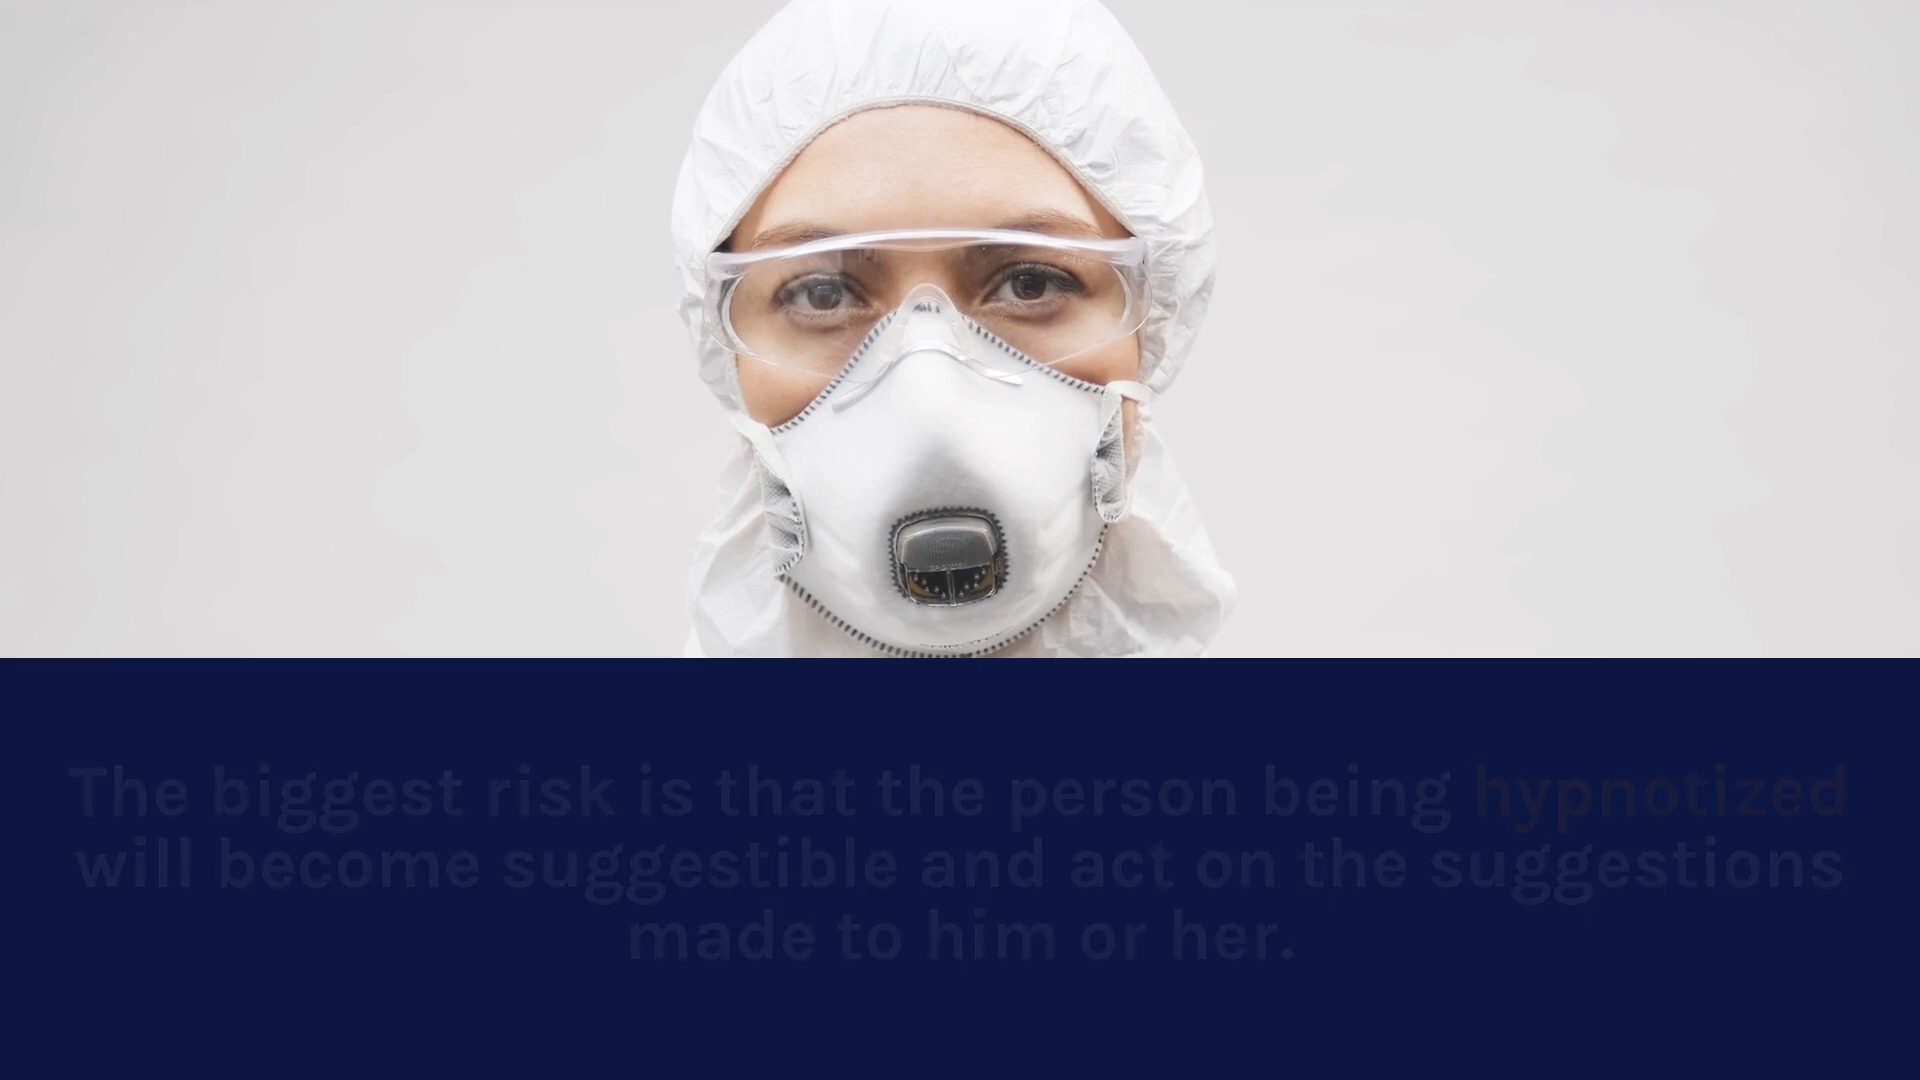 The biggest risk is that the person being hypnotized
will become suggestible and act on the suggestions
made to him or her.